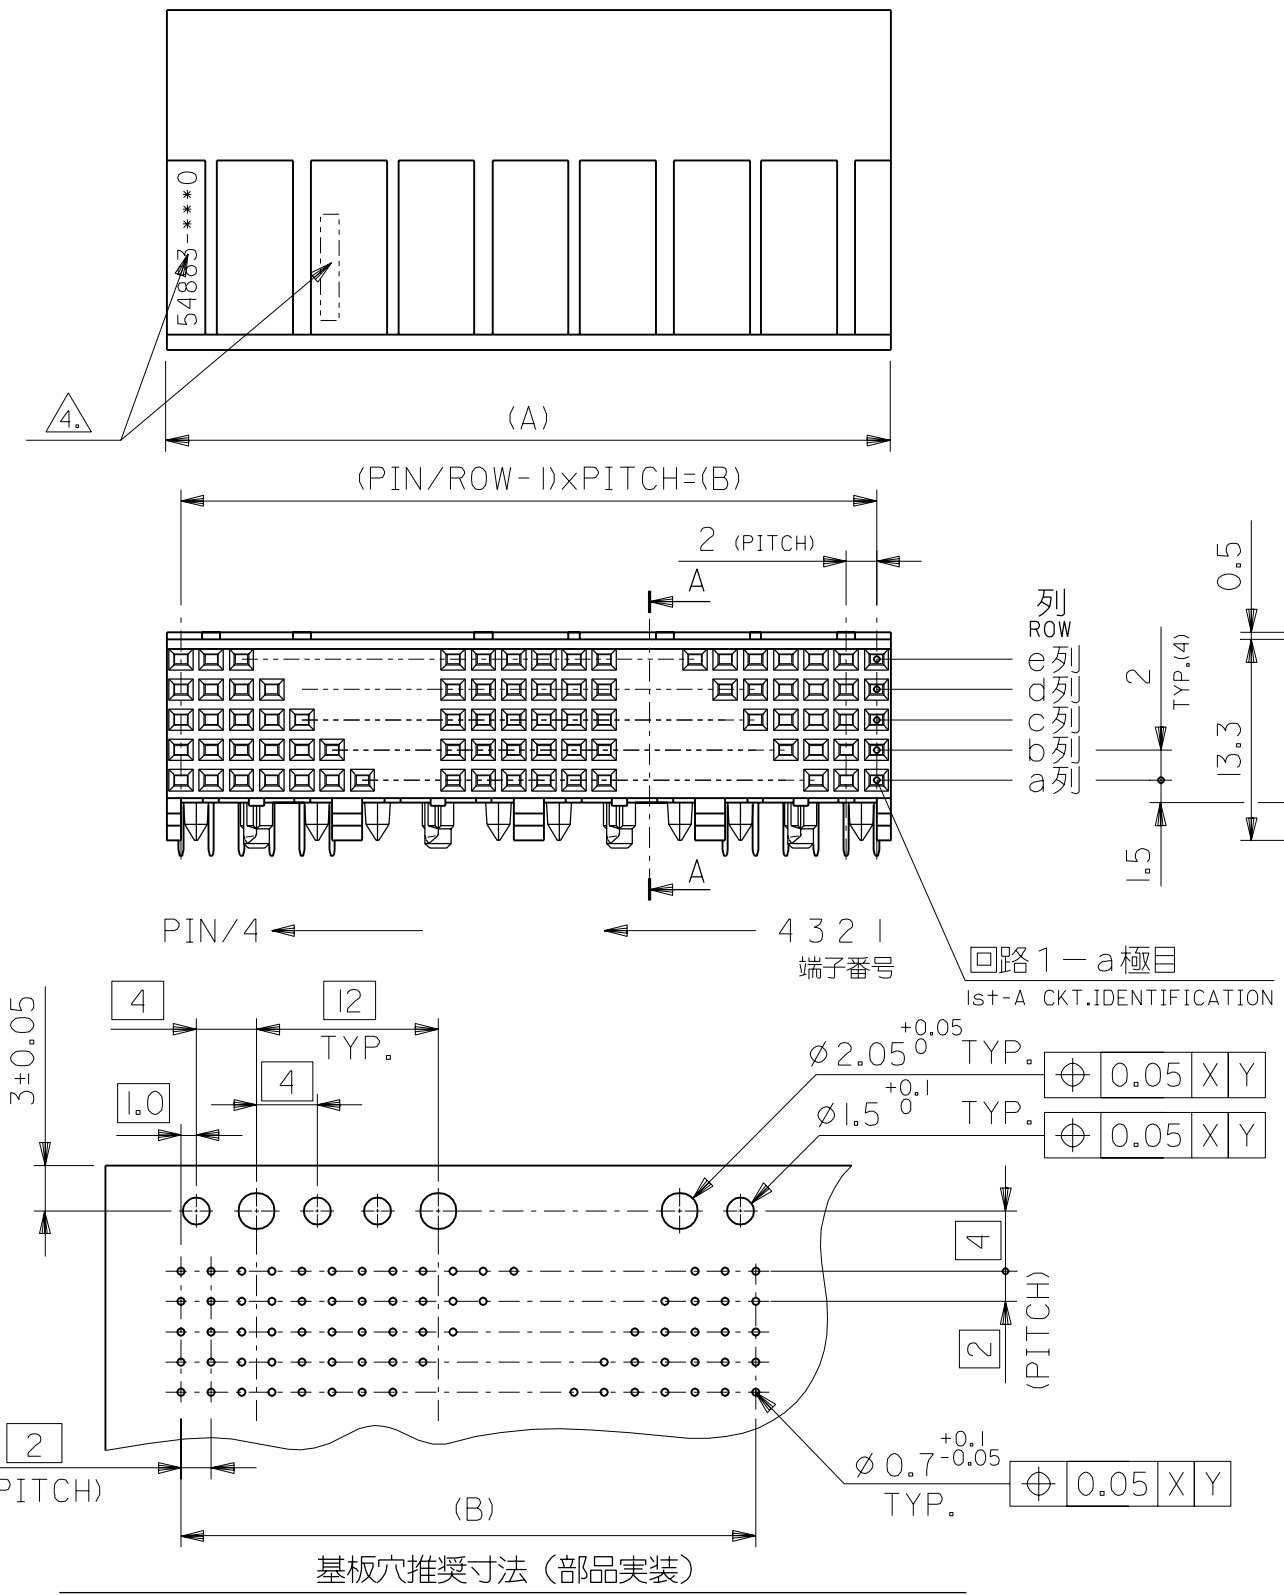 54883-***0
4.
(A)
(PIN/ROW-1)xPITCH=(B)
2 (PITCH)
A
0.5
列
ROW
e列
d列
c列
b列
a列
2
TYP.(4)
13.3
1.5
A
PIN/4
4 3 2 1
端子番号
回路1-a極目
1st-A CKT.IDENTIFICATION
3±0.05
4
12
TYP.
4
1.0
⌀2.05 +0.05 0 TYP.
⌖ 0.05 X Y
⌀1.5 +0.1 0 TYP.
⌖ 0.05 X Y
4
2
(PITCH)
2
PITCH)
(B)
⌀0.7 +0.1 -0.05
TYP.
⌖ 0.05 X Y
基板穴推奨寸法(部品実装)